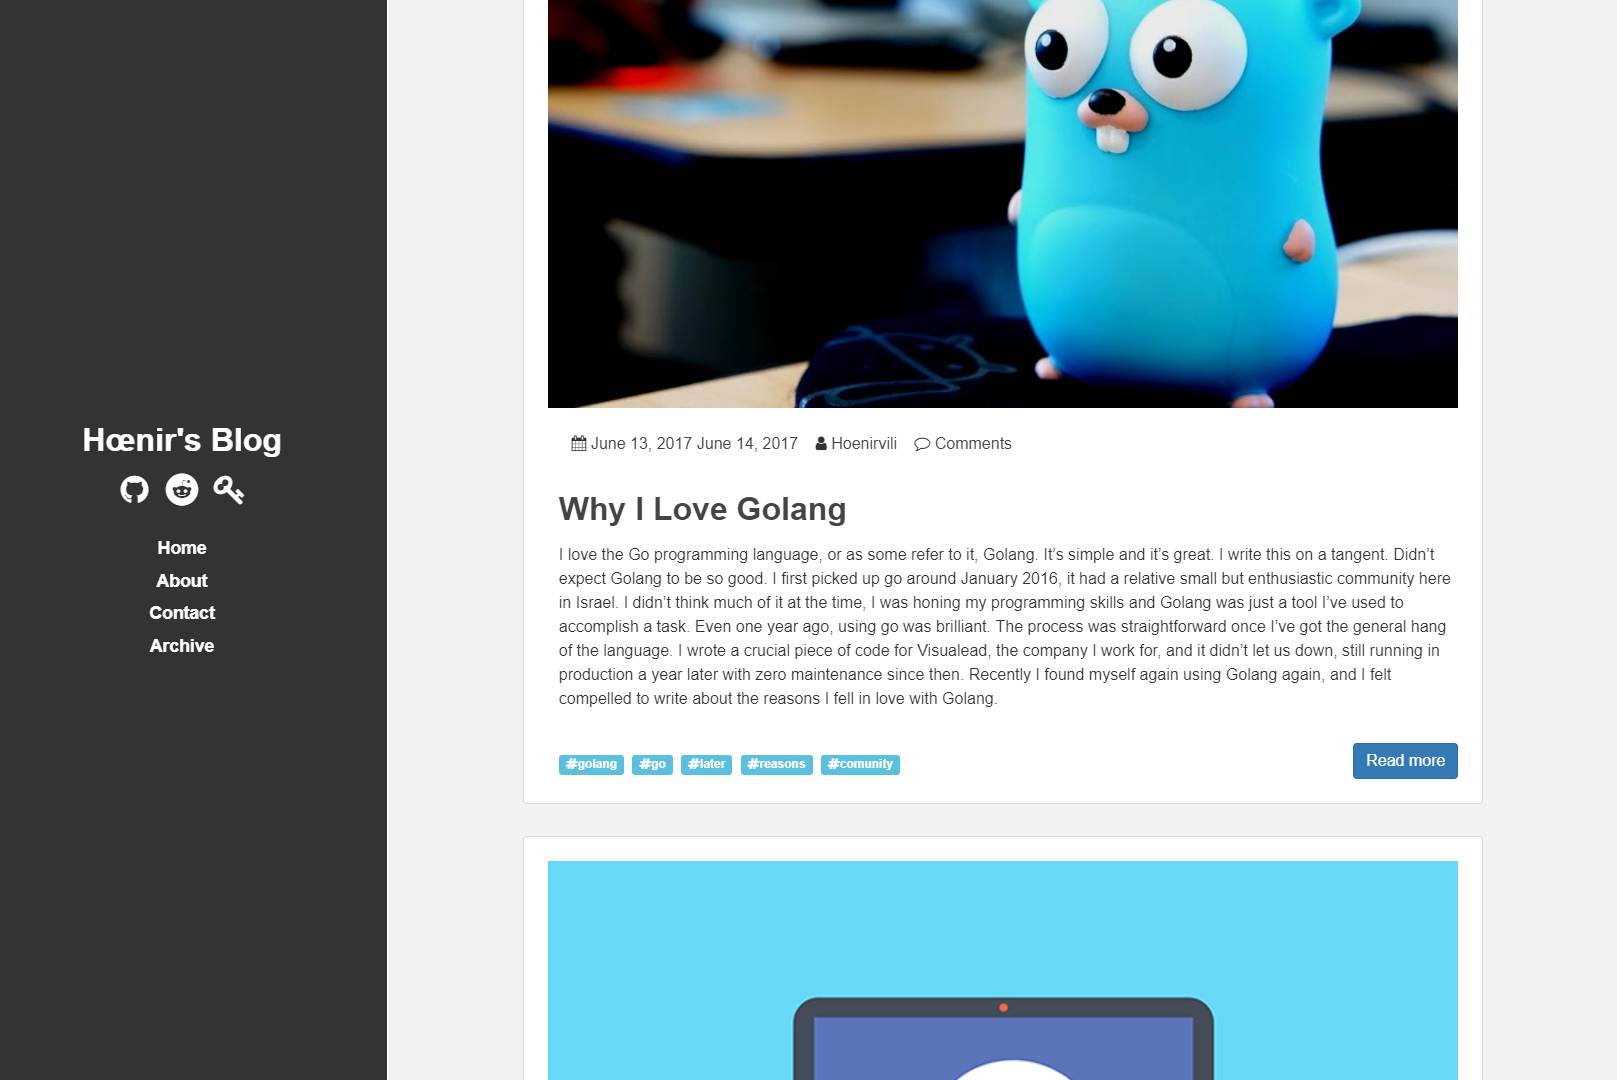 Hœnir's Blog
Home
About
Contact
Archive
June 13, 2017 June 14, 2017 Hoenirvili Comments
Why I Love Golang
I love the Go programming language, or as some refer to it, Golang. It’s simple and it’s great. I write this on a tangent. Didn’t
expect Golang to be so good. I first picked up go around January 2016, it had a relative small but enthusiastic community here
in Israel. I didn’t think much of it at the time, I was honing my programming skills and Golang was just a tool I’ve used to
accomplish a task. Even one year ago, using go was brilliant. The process was straightforward once I’ve got the general hang
of the language. I wrote a crucial piece of code for Visualead, the company I work for, and it didn’t let us down, still running in
production a year later with zero maintenance since then. Recently I found myself again using Golang again, and I felt
compelled to write about the reasons I fell in love with Golang.
#golang #go #later #reasons #comunity
Read more